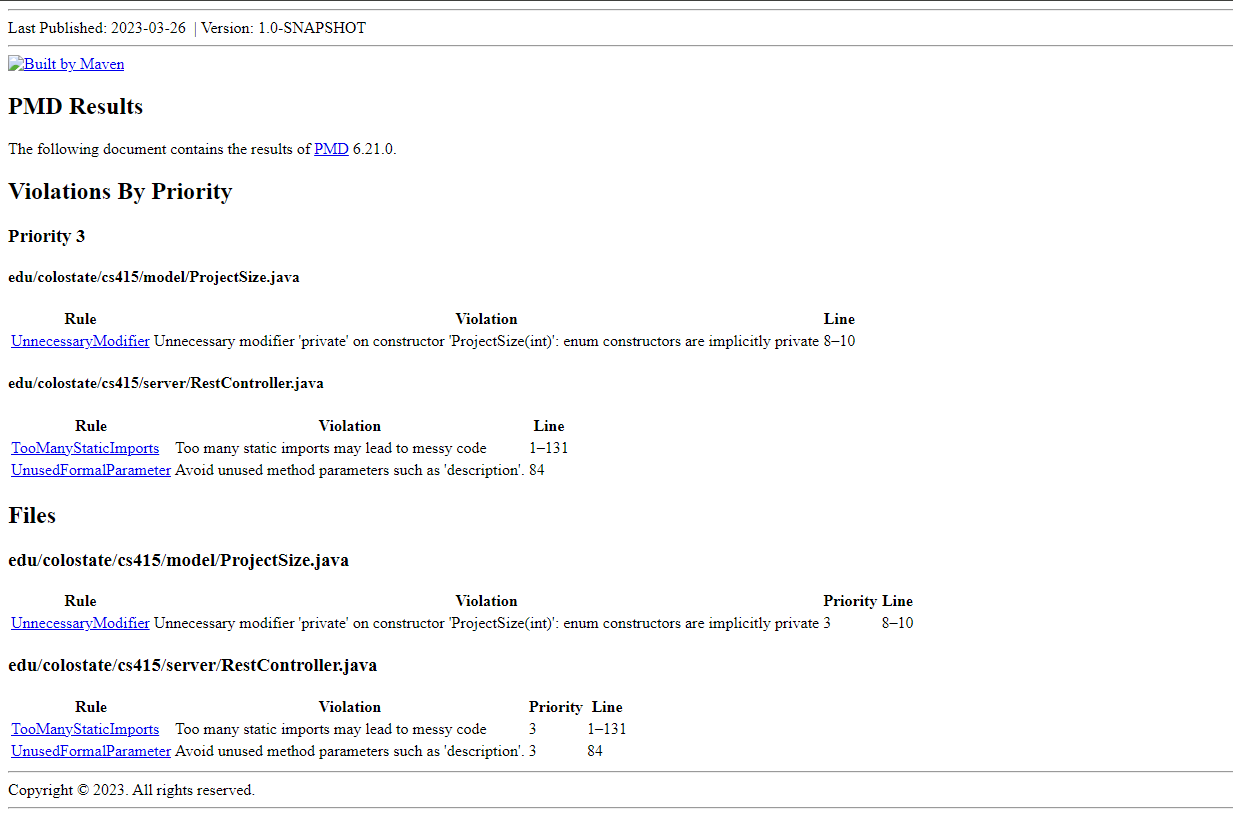 Last Published: 2023-03-26 | Version: 1.0-SNAPSHOT
Built by Maven
PMD Results
The following document contains the results of PMD 6.21.0.
Violations By Priority
Priority 3
edu/colostate/cs415/model/ProjectSize.java
Rule Violation Line
UnnecessaryModifier Unnecessary modifier 'private' on constructor 'ProjectSize(int)': enum constructors are implicitly private 8–10
edu/colostate/cs415/server/RestController.java
Rule Violation Line
TooManyStaticImports Too many static imports may lead to messy code 1–131
UnusedFormalParameter Avoid unused method parameters such as 'description'. 84
Files
edu/colostate/cs415/model/ProjectSize.java
Rule Violation Priority Line
UnnecessaryModifier Unnecessary modifier 'private' on constructor 'ProjectSize(int)': enum constructors are implicitly private 3 8–10
edu/colostate/cs415/server/RestController.java
Rule Violation Priority Line
TooManyStaticImports Too many static imports may lead to messy code 3 1–131
UnusedFormalParameter Avoid unused method parameters such as 'description'. 3 84
Copyright © 2023. All rights reserved.